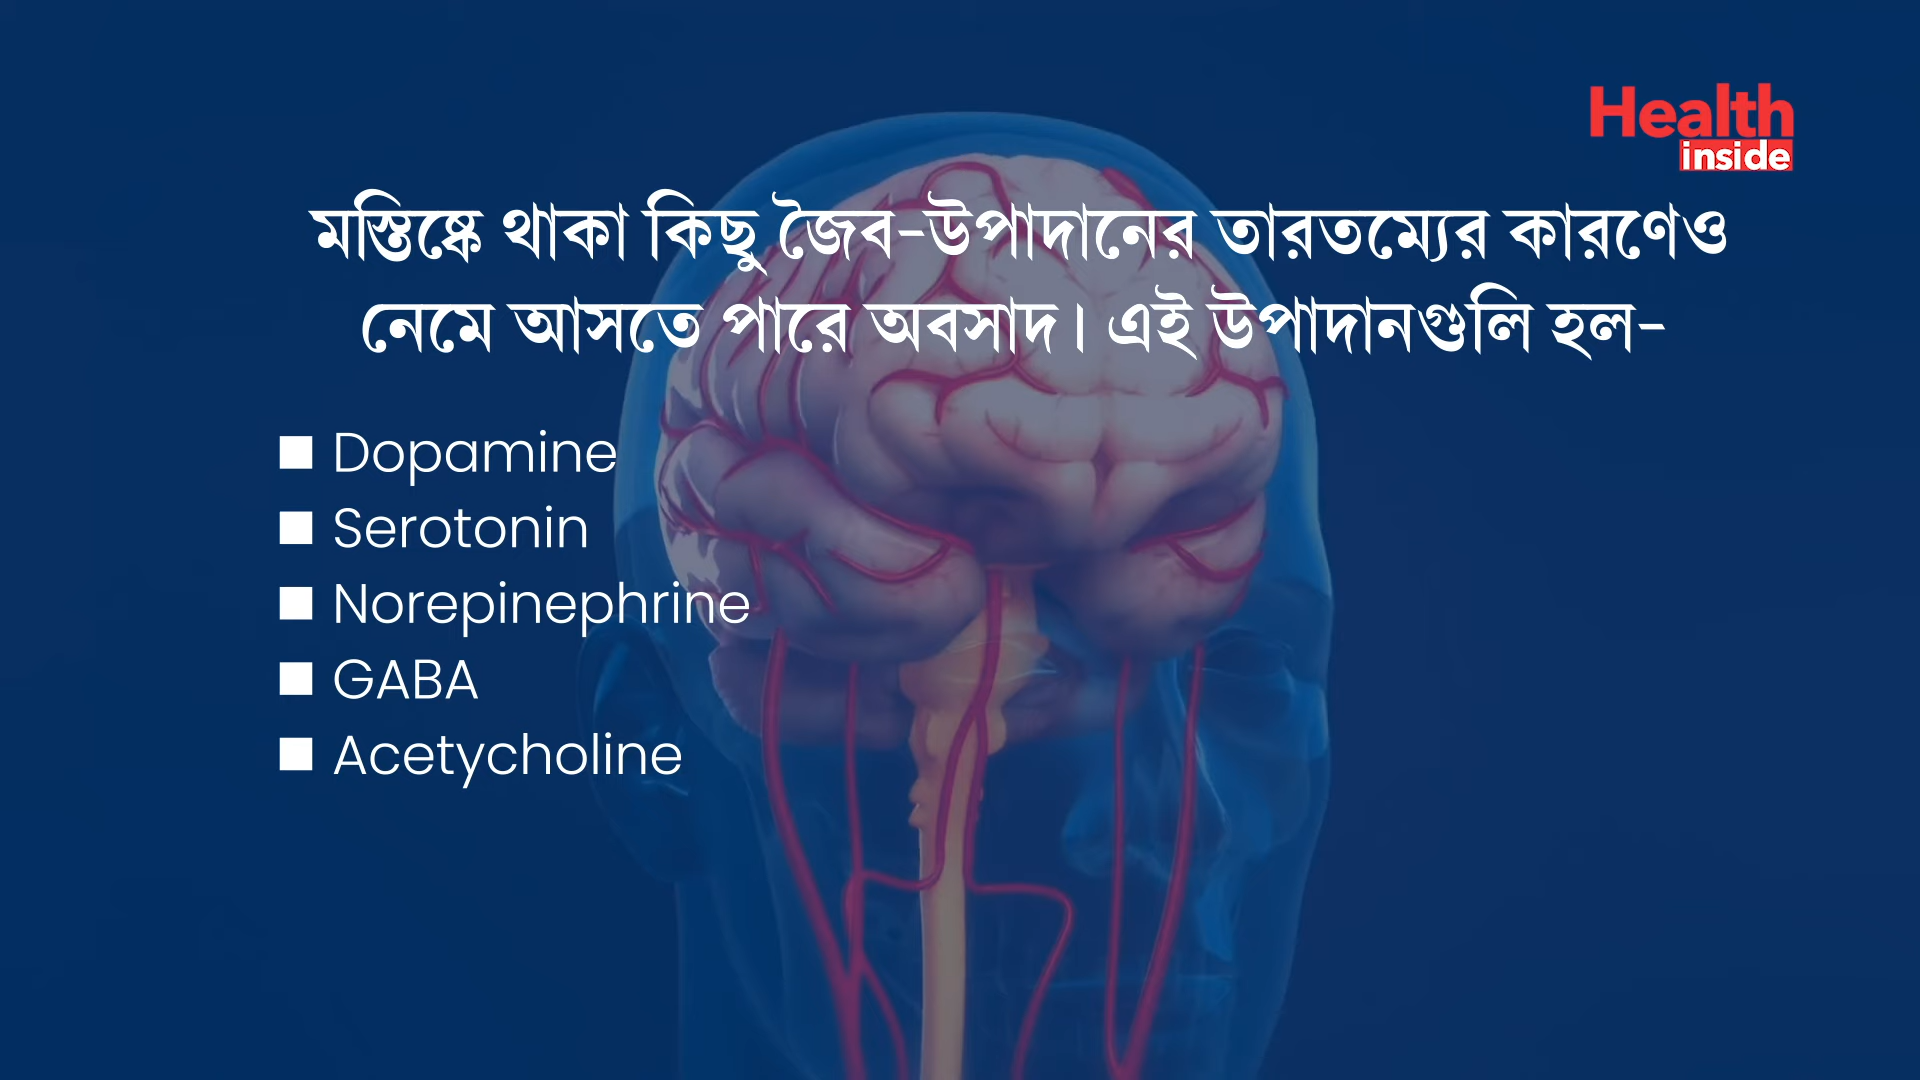 Health
inside
মস্তিষ্কে থাকা কিছু জৈব-উপাদানের তারতম্যের কারণেও
নেমে আসতে পারে অবসাদ। এই উপাদানগুলি হল-
■ Dopamine
■ Serotonin
■ Norepinephrine
■ GABA
■ Acetycholine